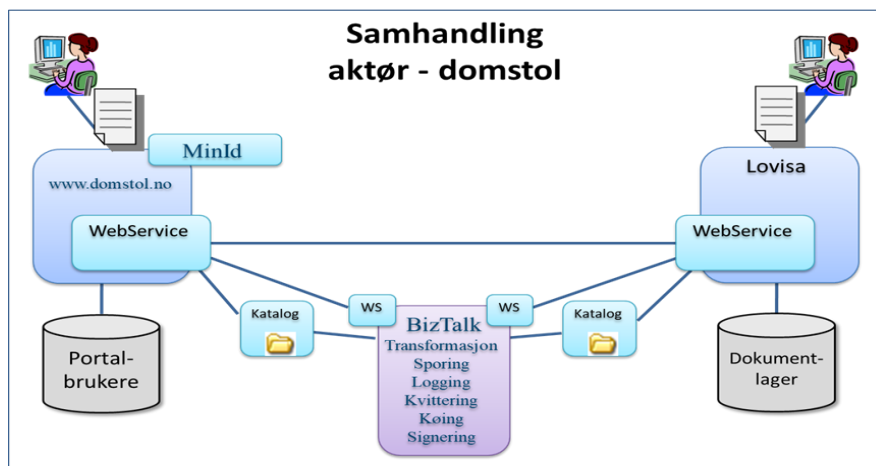 Samhandling
aktør - domstol
MinId
www.domstol.no
WebService
Lovisa
WebService
Katalog
WS
WS
Katalog
BizTalk
Transformasjon
Sporing
Logging
Kvittering
Køing
Signering
Portal-
brukere
Dokument-
lager